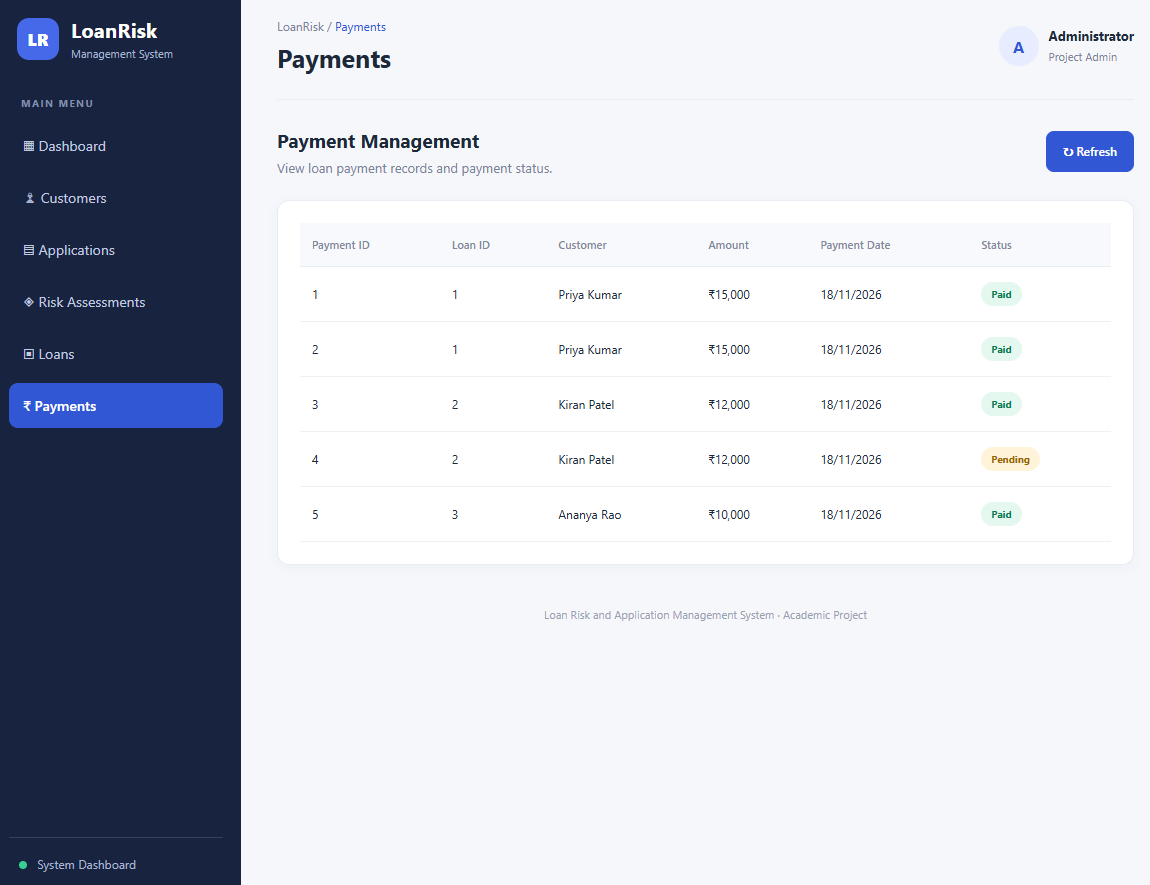 LR
LoanRisk
Management System
MAIN MENU
Dashboard
Customers
Applications
Risk Assessments
Loans
₹ Payments
System Dashboard
LoanRisk / Payments
Payments
A
Administrator
Project Admin
Payment Management
View loan payment records and payment status.
↻ Refresh
Payment ID Loan ID Customer Amount Payment Date Status
1 1 Priya Kumar ₹15,000 18/11/2026 Paid
2 1 Priya Kumar ₹15,000 18/11/2026 Paid
3 2 Kiran Patel ₹12,000 18/11/2026 Paid
4 2 Kiran Patel ₹12,000 18/11/2026 Pending
5 3 Ananya Rao ₹10,000 18/11/2026 Paid
Loan Risk and Application Management System · Academic Project